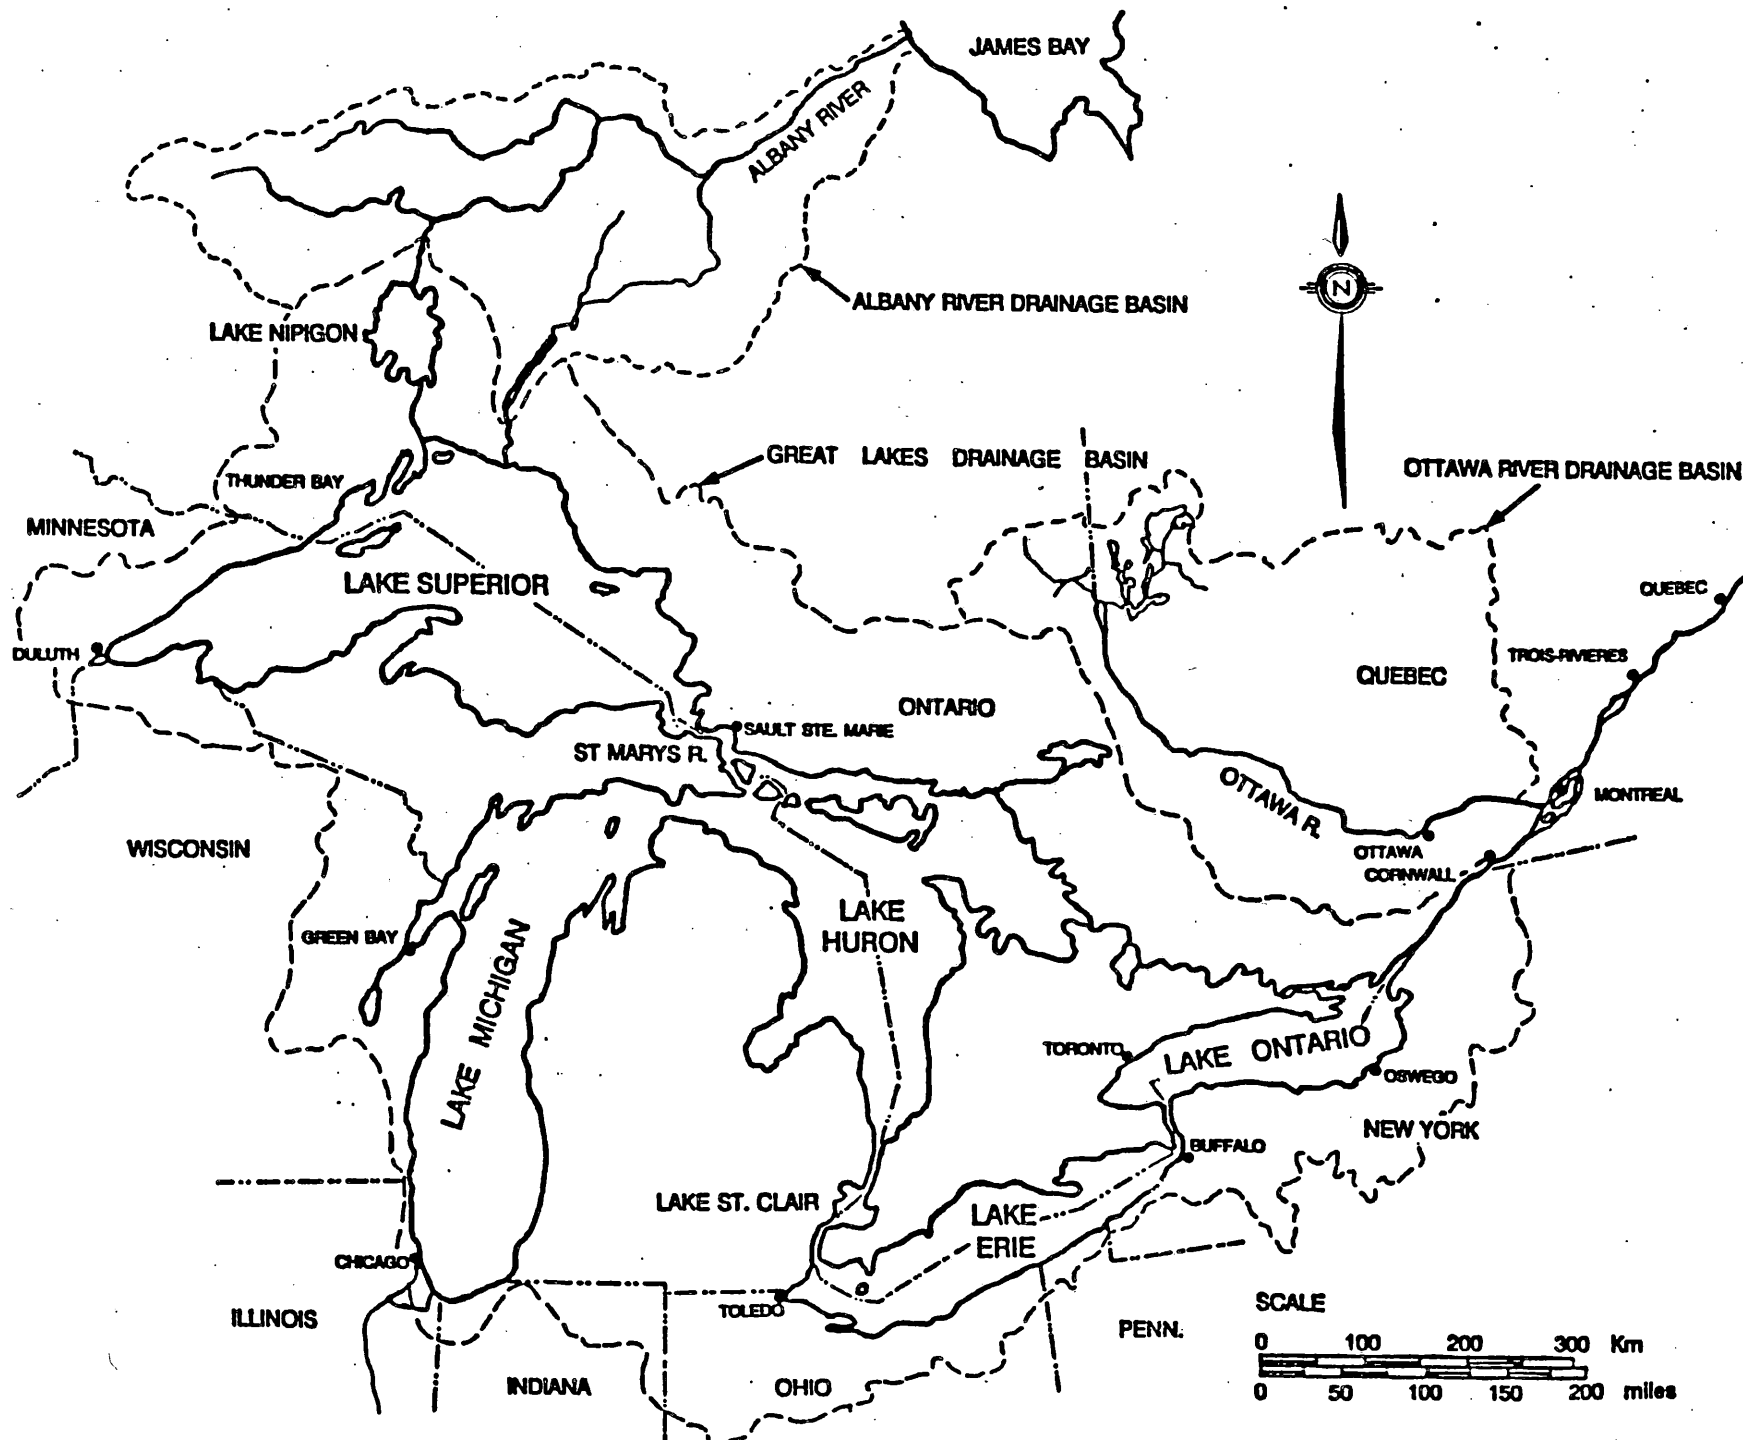 JAMES BAY
ALBANY RIVER
ALBANY RIVER DRAINAGE BASIN
N
LAKE NIPIGON
GREAT LAKES DRAINAGE BASIN
OTTAWA RIVER DRAINAGE BASIN
THUNDER BAY
MINNESOTA
LAKE SUPERIOR
QUEBEC
DULUTH
TROIS-RIVIERES
QUEBEC
ONTARIO
SAULT STE. MARIE
ST MARYS R.
OTTAWA R.
MONTREAL
WISCONSIN
OTTAWA
CORNWALL
LAKE
HURON
GREEN BAY
LAKE MICHIGAN
TORONTO
LAKE ONTARIO
OSWEGO
NEW YORK
BUFFALO
LAKE ST. CLAIR
LAKE
ERIE
CHICAGO
ILLINOIS
TOLEDO
PENN.
INDIANA
OHIO
SCALE
0 100 200 300 Km
0 50 100 150 200 miles